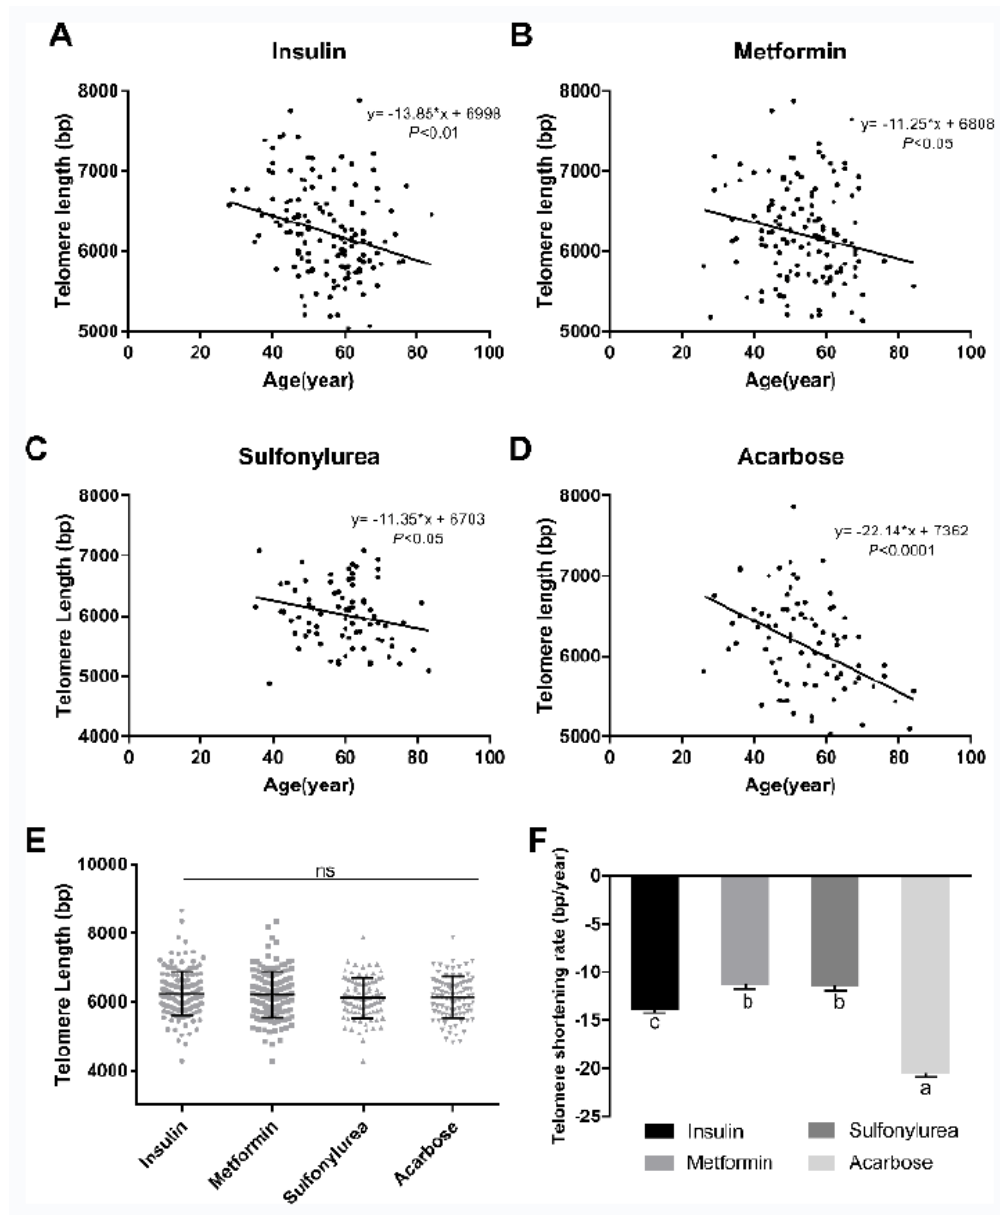 A
Insulin
8000
7000
6000
5000
Telomere length (bp)
y= -13.85*x + 6998
P<0.01
0 20 40 60 80 100
Age(year)
B
Metformin
8000
7000
6000
5000
Telomere length (bp)
y= -11.25*x + 6808
P<0.05
0 20 40 60 80 100
Age(year)
C
Sulfonylurea
8000
7000
6000
5000
4000
Telomere Length (bp)
y= -11.35*x + 6703
P<0.05
0 20 40 60 80 100
Age(year)
D
Acarbose
8000
7000
6000
5000
Telomere length (bp)
y= -22.14*x + 7362
P<0.0001
0 20 40 60 80 100
Age(year)
E
10000
8000
6000
4000
Telomere Length (bp)
ns
Insulin
Metformin
Sulfonylurea
Acarbose
F
Telomere shortening rate (bp/year)
0
-5
-10
-15
-20
-25
c
b
b
a
Insulin
Sulfonylurea
Metformin
Acarbose